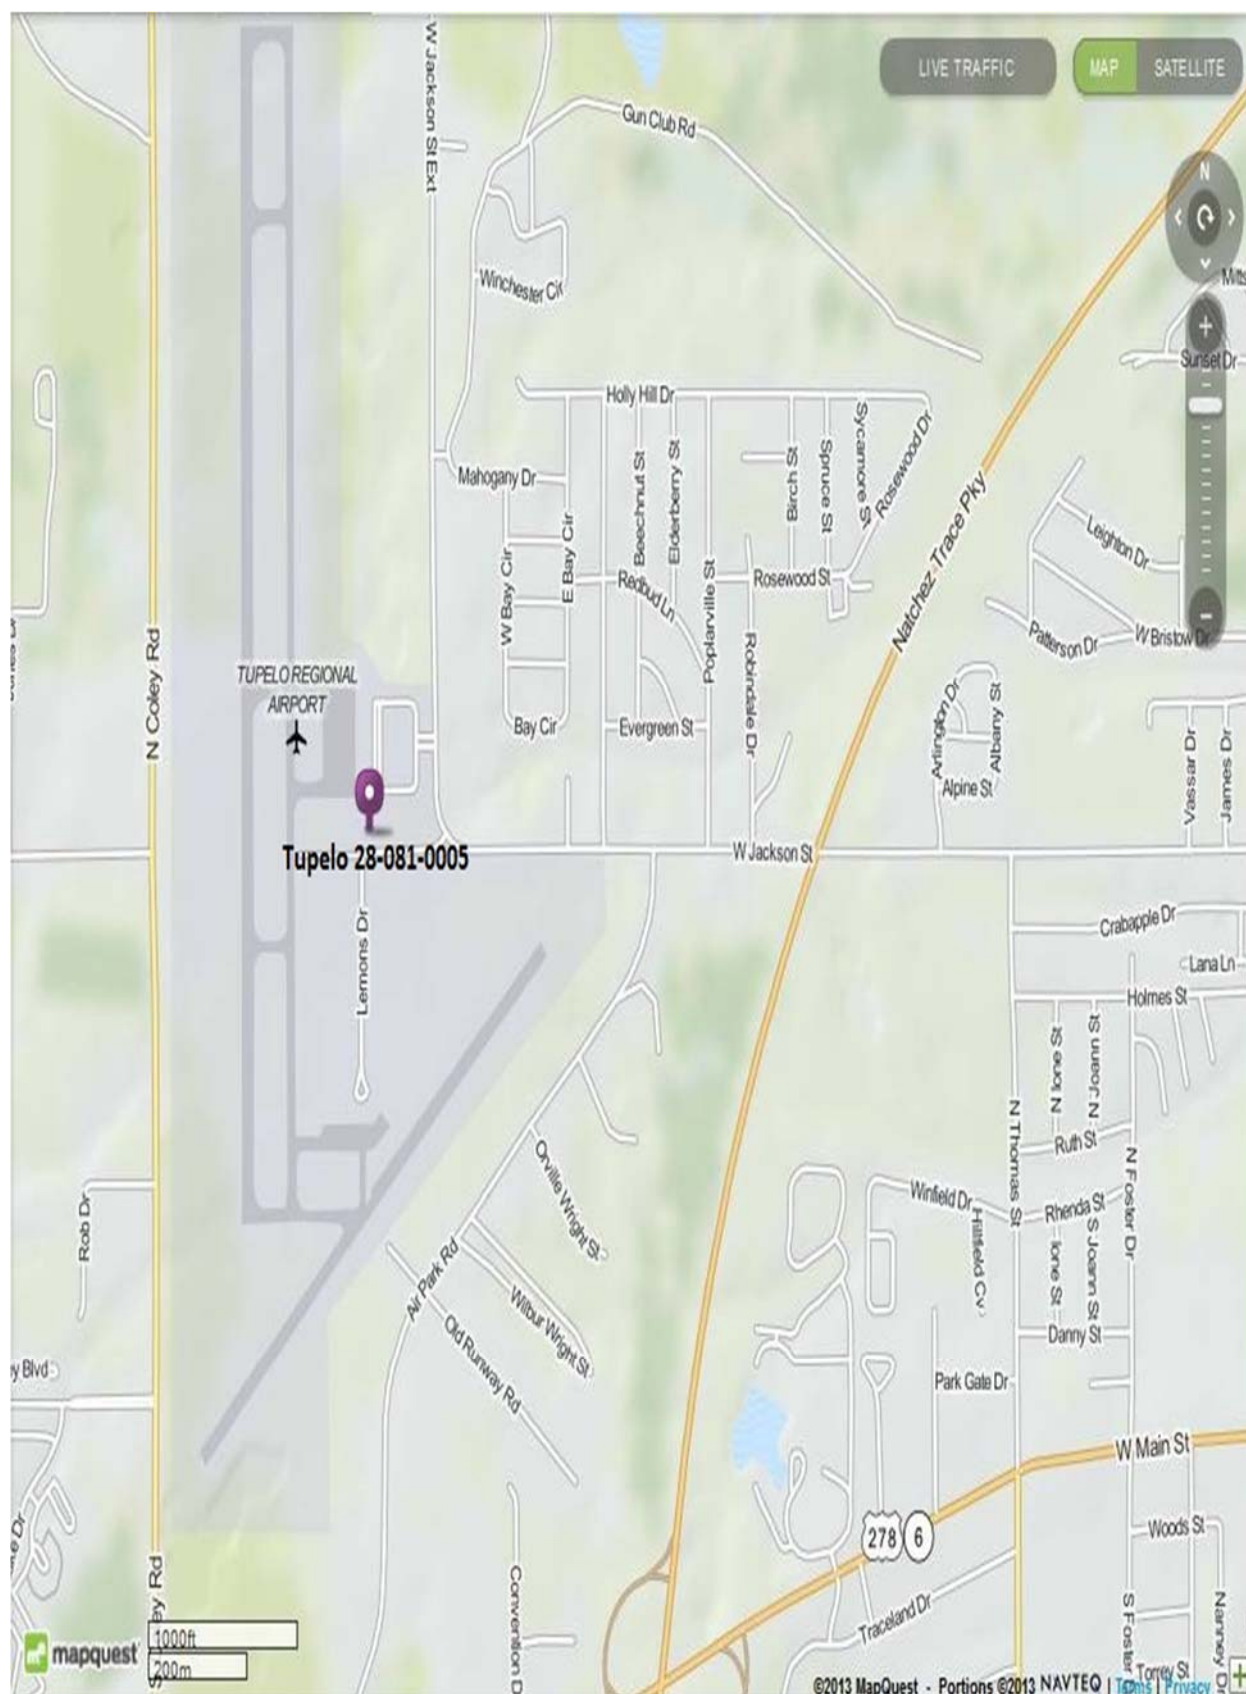 LIVE TRAFFIC
MAP
SATELLITE
W Jackson St Ext
Gun Club Rd
N
Winchester Cir
Sunset Dr
Holly Hill Dr
Mahogany Dr
Beechnut St
Elderberry St
Birch St
Spruce St
Sycamore St
Rosewood Dr
Natchez Trace Pky
Leighton Dr
W Bay Cir
E Bay Cir
Redbud Ln
Poplarville St
Rosewood St
Patterson Dr
W Bristow Dr
N Coley Rd
TUPELO REGIONAL
AIRPORT
Robindale Dr
Arlington Dr
Albany St
Bay Cir
Evergreen St
Alpine St
Vassar Dr
James Dr
Tupelo 28-081-0005
W Jackson St
Lemons Dr
Crabapple Dr
Lana Ln
Holmes St
N Ione St
N Joann St
N Thomas St
Ruth St
N Foster Dr
Orville Wright St
Winfield Dr
Hillfield Cv
Rhenda St
Rob Dr
Air Park Rd
Ione St
S Joann St
Wilbur Wright St
Danny St
Old Runway Rd
y Blvd
Park Gate Dr
W Main St
278
6
Woods St
Convention D
Traceland Dr
S Foster D
Nanney Dr
Torrey St
mapquest
1000ft
200m
©2013 MapQuest - Portions ©2013 NAVTEQ | Terms | Privacy